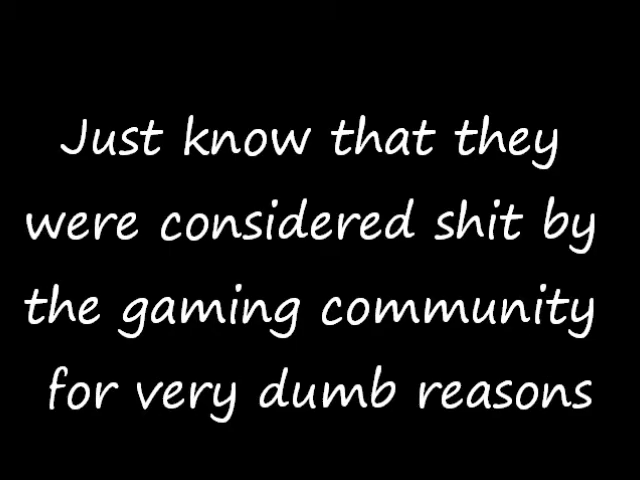 Just know that they
were considered shit by
the gaming community
for very dumb reasons